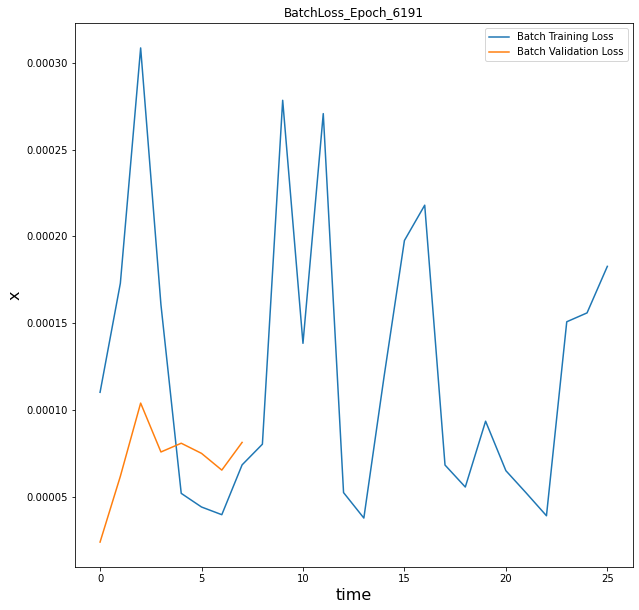 BatchLoss_Epoch_6191
Batch Training Loss
Batch Validation Loss
0.00030
0.00025
0.00020
0.00015
0.00010
0.00005
x
0 5 10 15 20 25
time